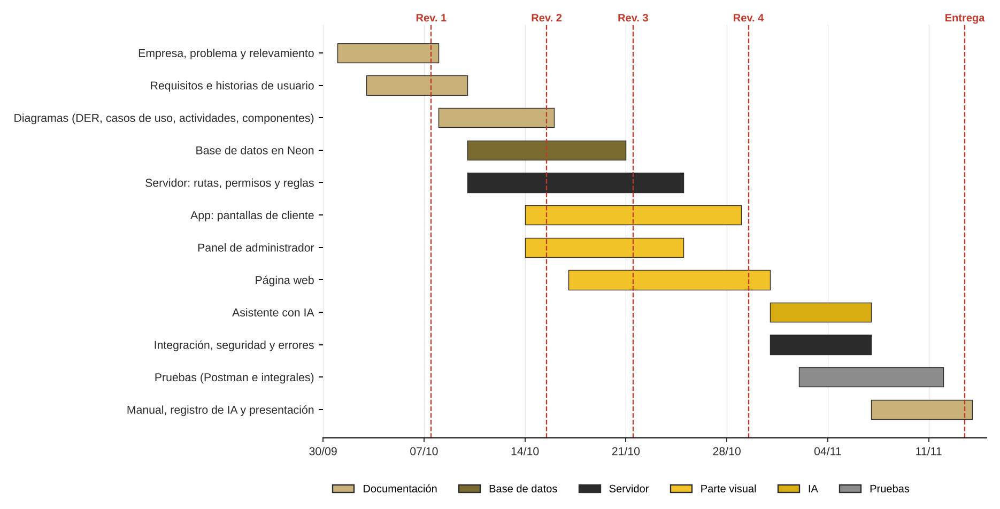 Rev. 1 Rev. 2 Rev. 3 Rev. 4 Entrega
Empresa, problema y relevamiento
Requisitos e historias de usuario
Diagramas (DER, casos de uso, actividades, componentes)
Base de datos en Neon
Servidor: rutas, permisos y reglas
App: pantallas de cliente
Panel de administrador
Página web
Asistente con IA
Integración, seguridad y errores
Pruebas (Postman e integrales)
Manual, registro de IA y presentación
30/09 07/10 14/10 21/10 28/10 04/11 11/11
Documentación Base de datos Servidor Parte visual IA Pruebas